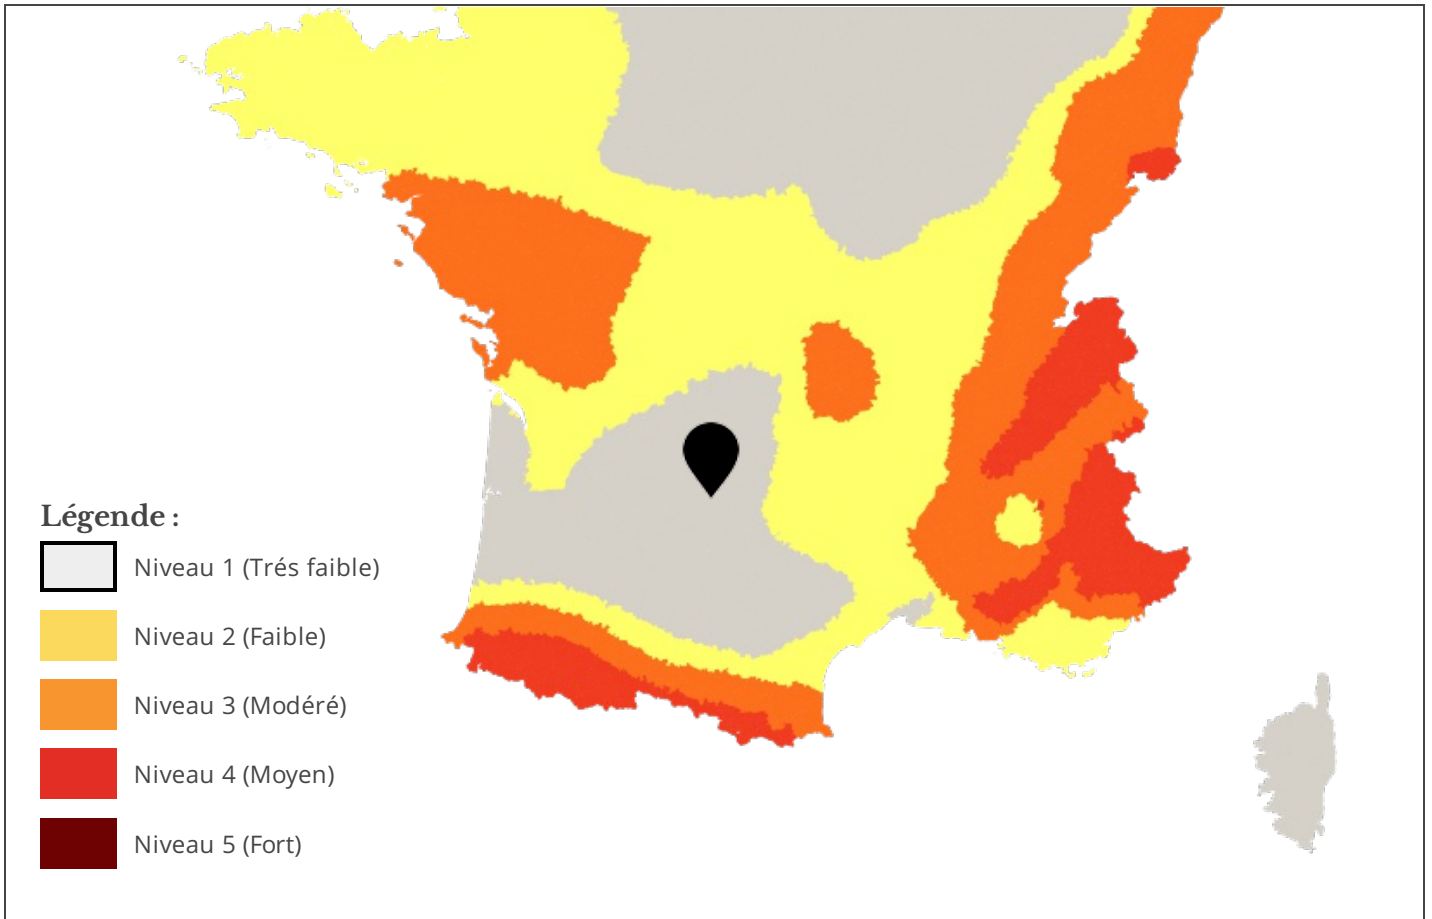 Légende :
Niveau 1 (Trés faible)
Niveau 2 (Faible)
Niveau 3 (Modéré)
Niveau 4 (Moyen)
Niveau 5 (Fort)